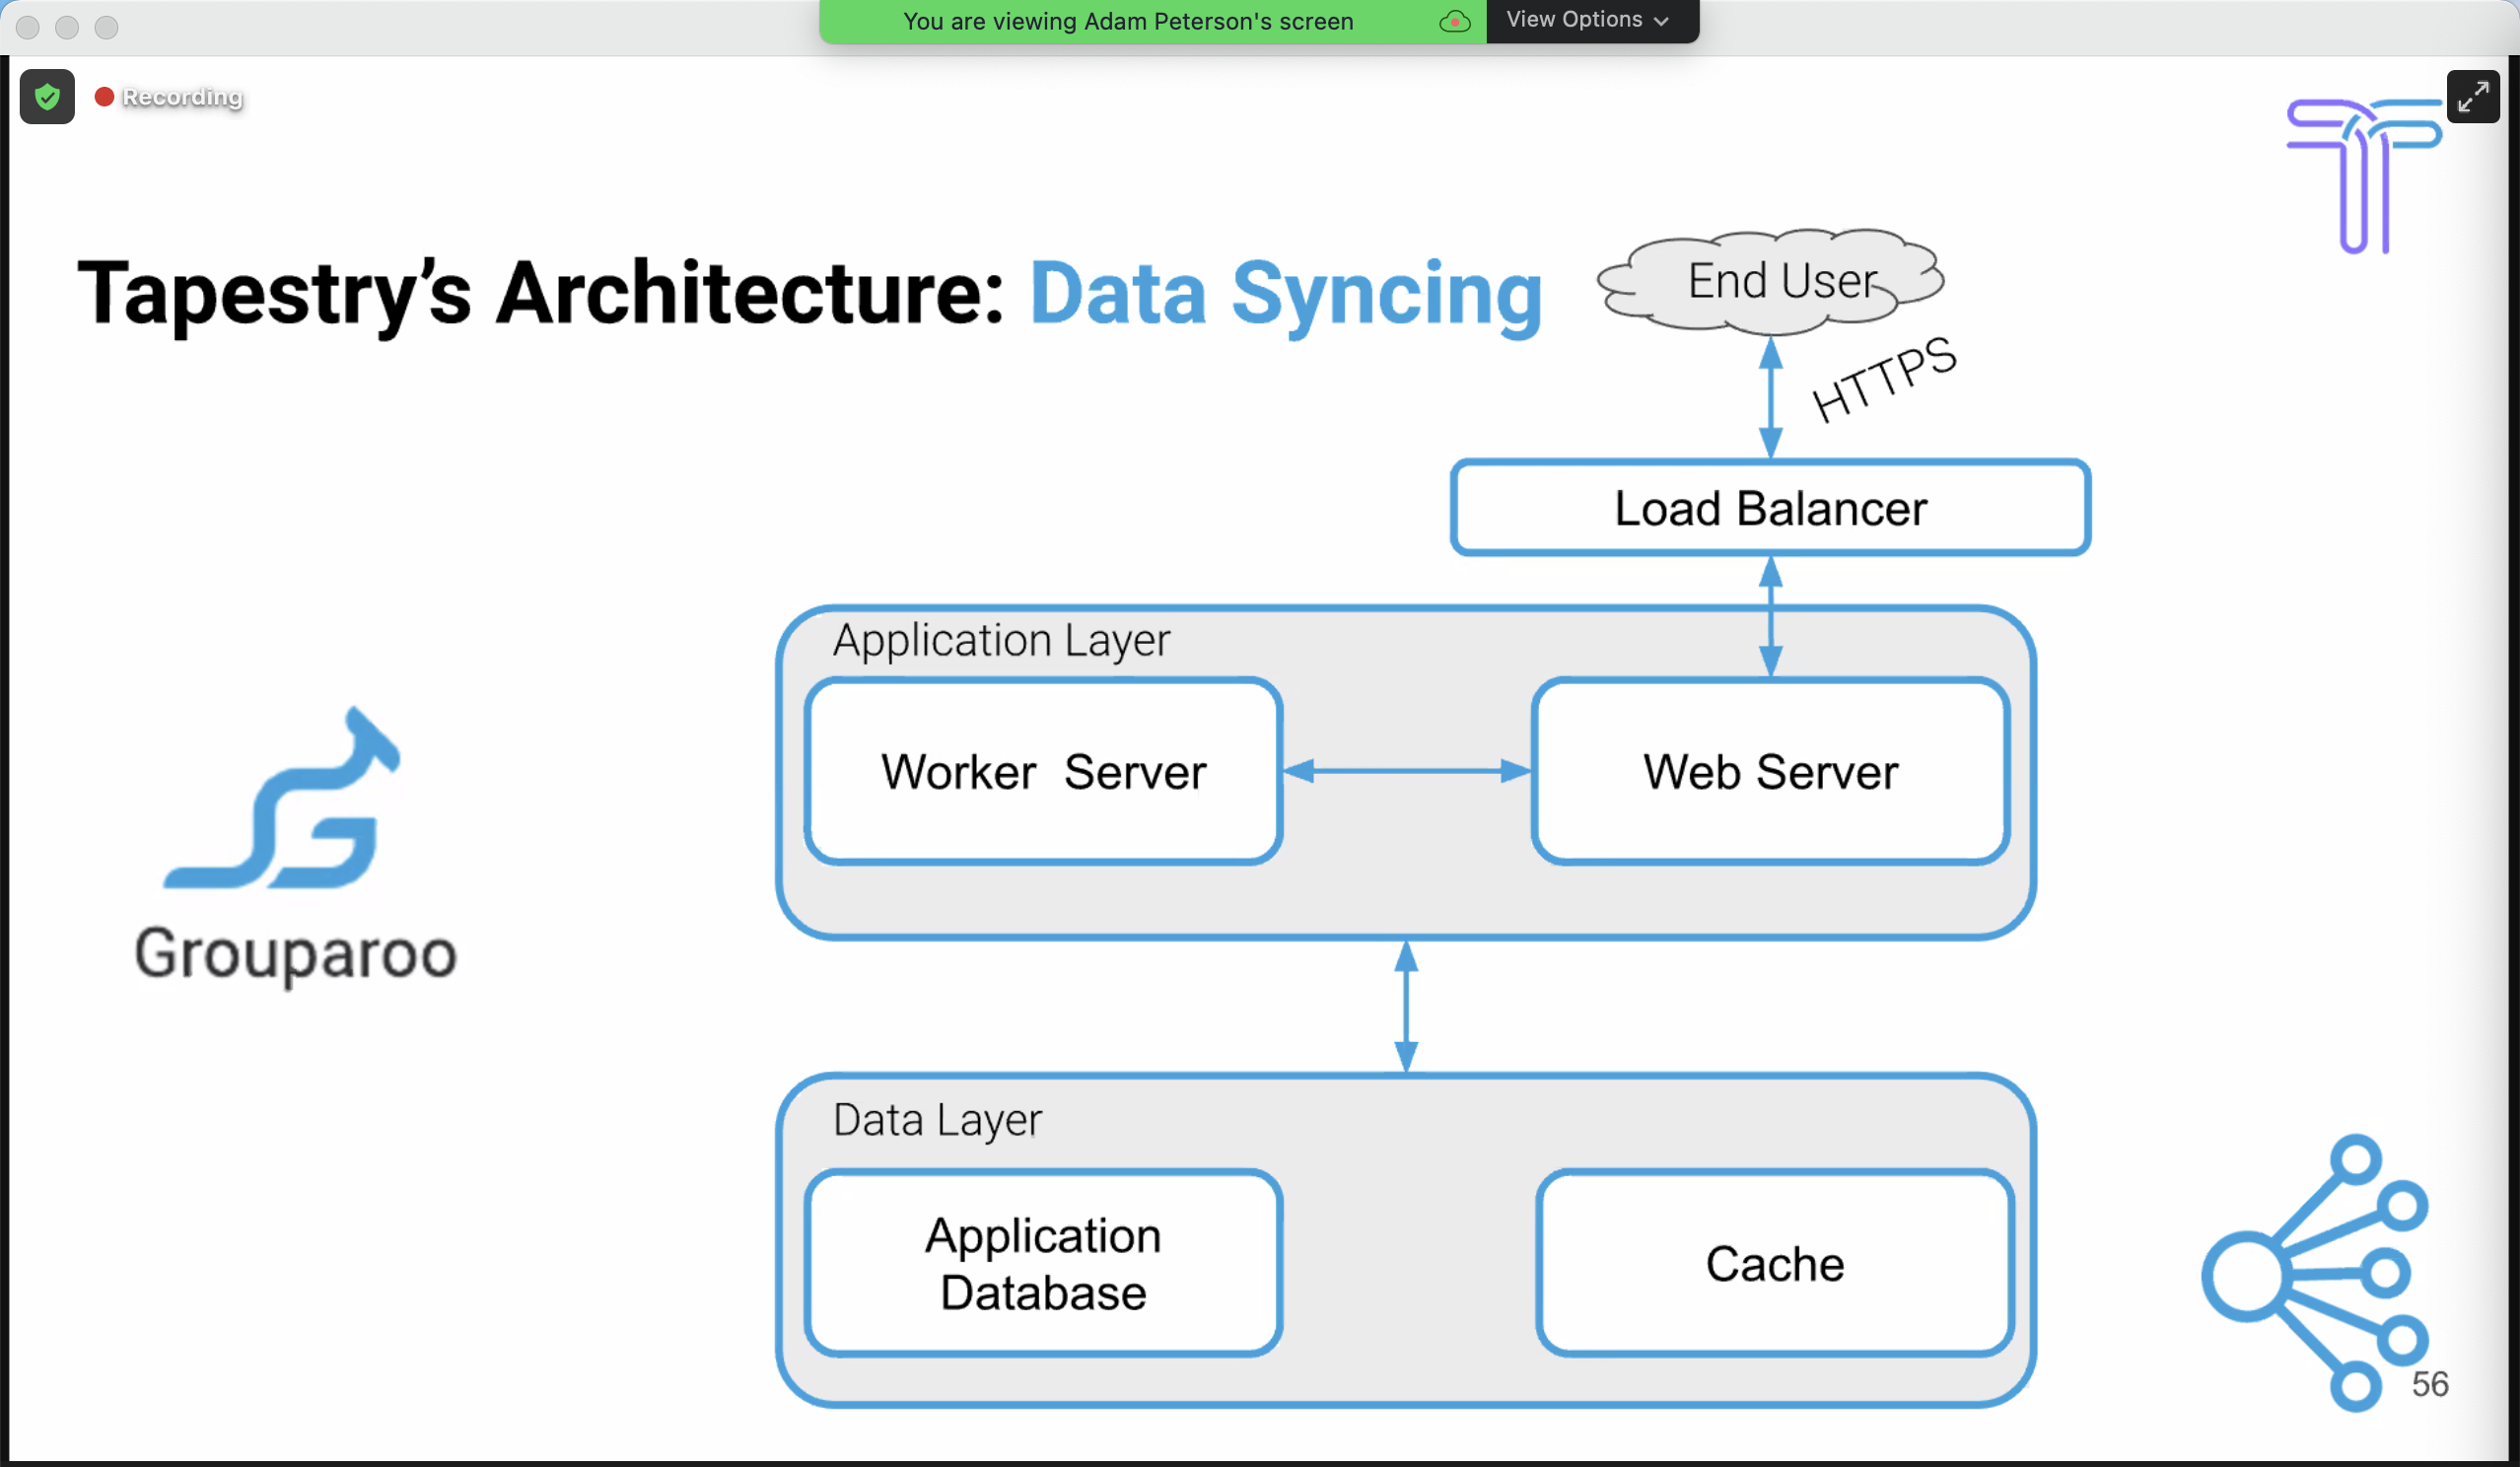 You are viewing Adam Peterson's screen
View Options
Recording
Tapestry’s Architecture: Data Syncing
End User
HTTPS
Load Balancer
Application Layer
Worker Server
Web Server
Grouparoo
Data Layer
Application
Database
Cache
56